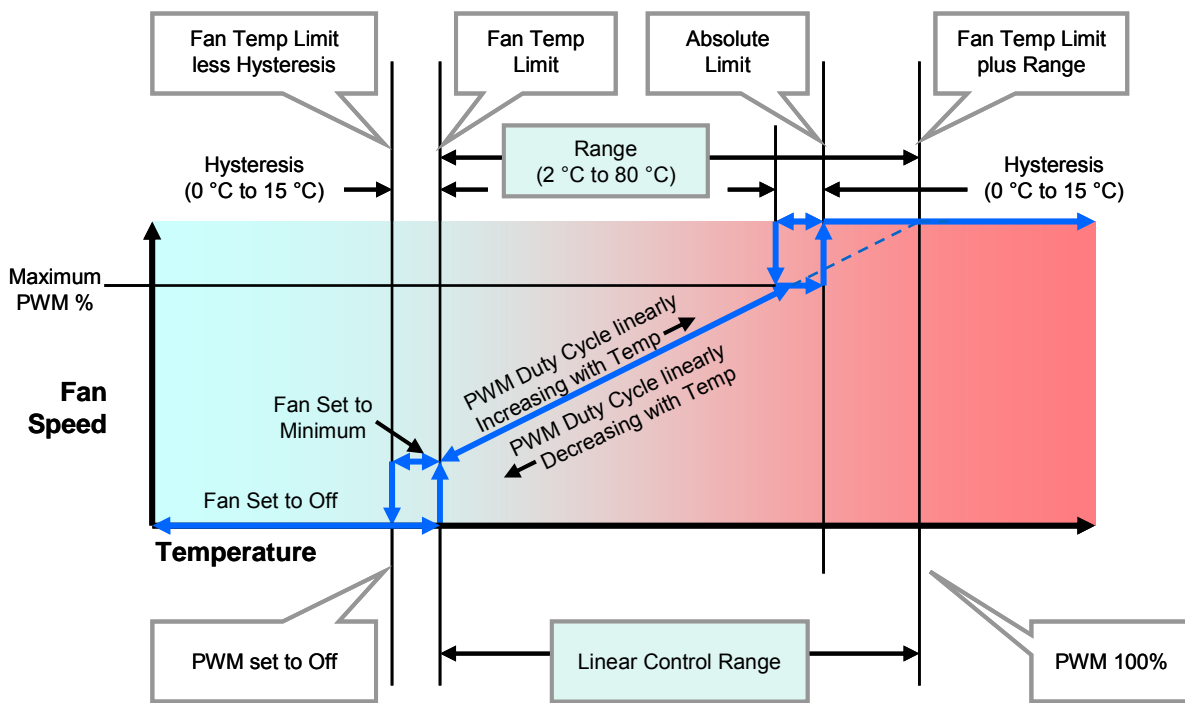 Fan Temp Limit
less Hysteresis
Fan Temp
Limit
Absolute
Limit
Fan Temp Limit
plus Range
Range
(2 °C to 80 °C)
Hysteresis
(0 °C to 15 °C)
Hysteresis
(0 °C to 15 °C)
Maximum
PWM %
Fan
Speed
PWM Duty Cycle linearly
Increasing with Temp
PWM Duty Cycle linearly
Decreasing with Temp
Fan Set to
Minimum
Fan Set to Off
Temperature
PWM set to Off
Linear Control Range
PWM 100%